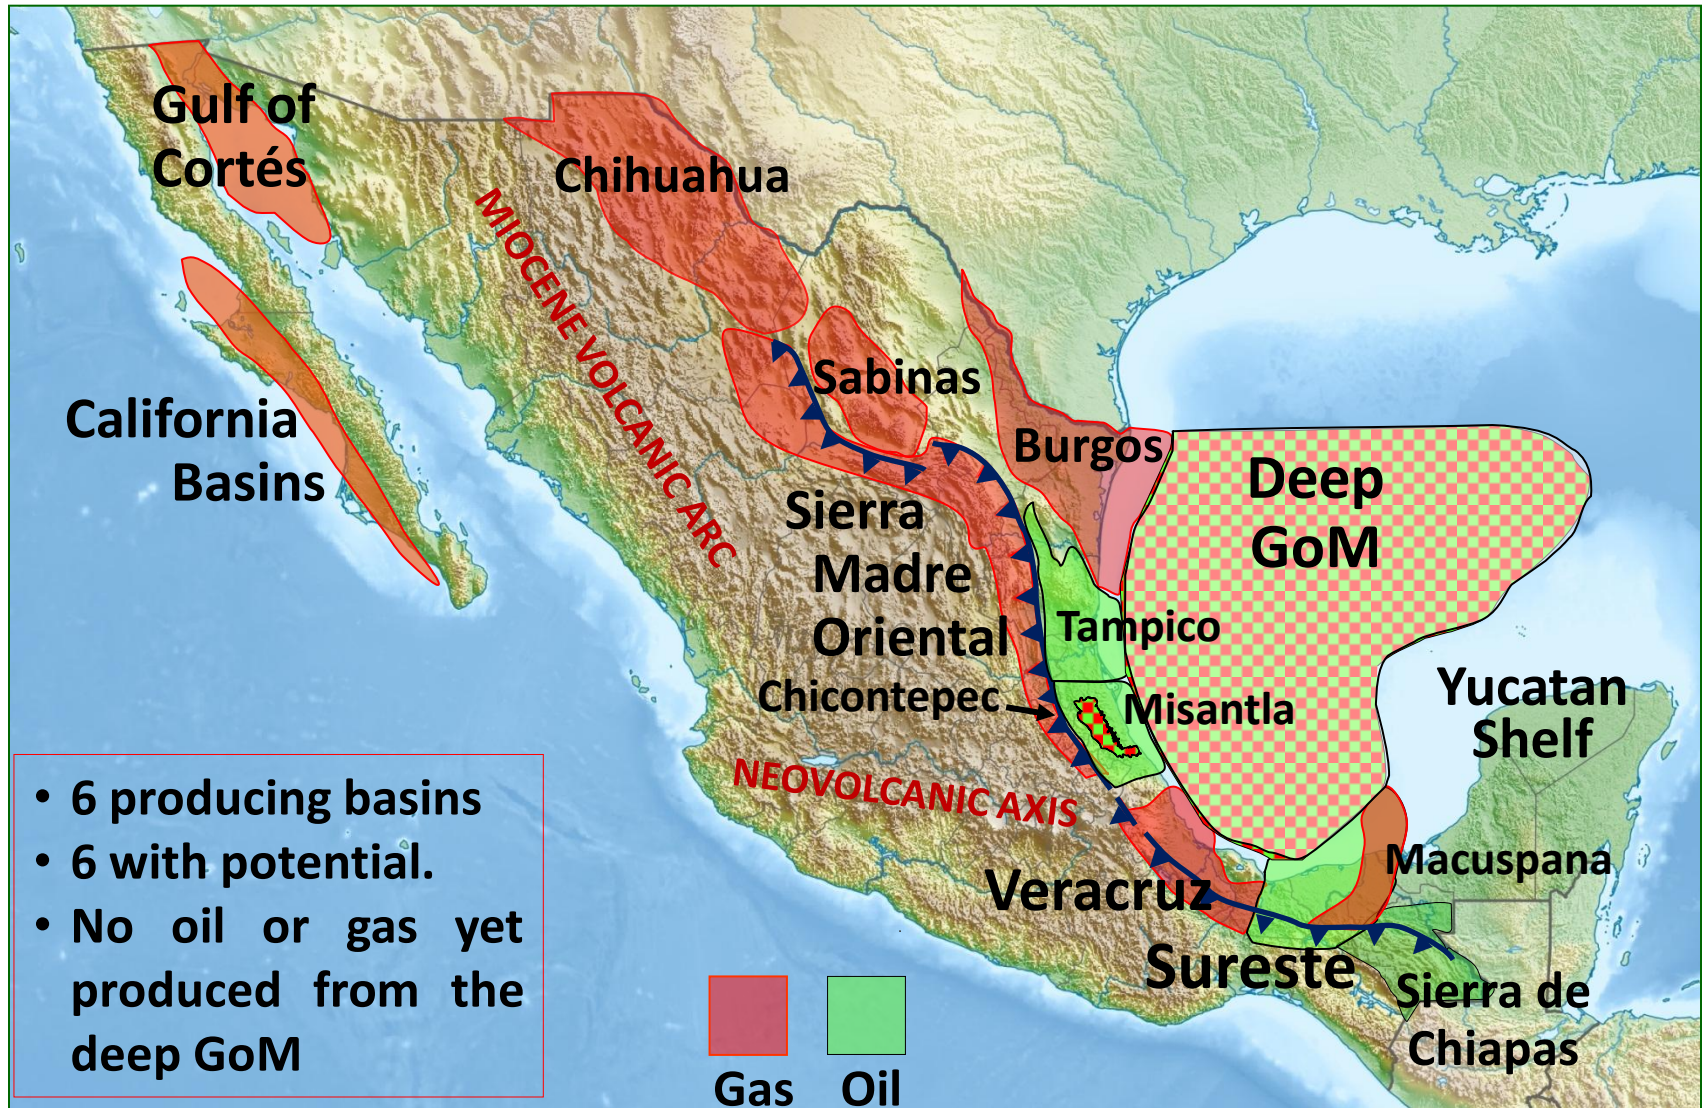 Gulf of
Cortés
Chihuahua
MIOCENE VOLCANIC ARC
Sabinas
California
Basins
Burgos
Deep
GoM
Sierra
Madre
Oriental
Tampico
Chicontepec
Misantla
Yucatan
Shelf
NEOVOLCANIC AXIS
Macuspana
Veracruz
Sureste
Sierra de
Chiapas
• 6 producing basins
• 6 with potential.
• No oil or gas yet
produced from the
deep GoM
Gas
Oil